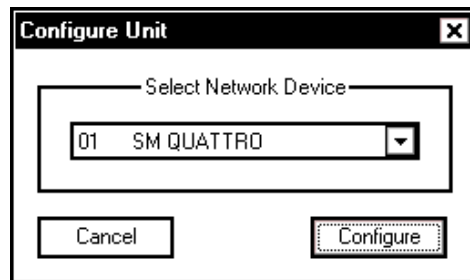 Configure Unit
Select Network Device
01 SM QUATTRO
Cancel Configure